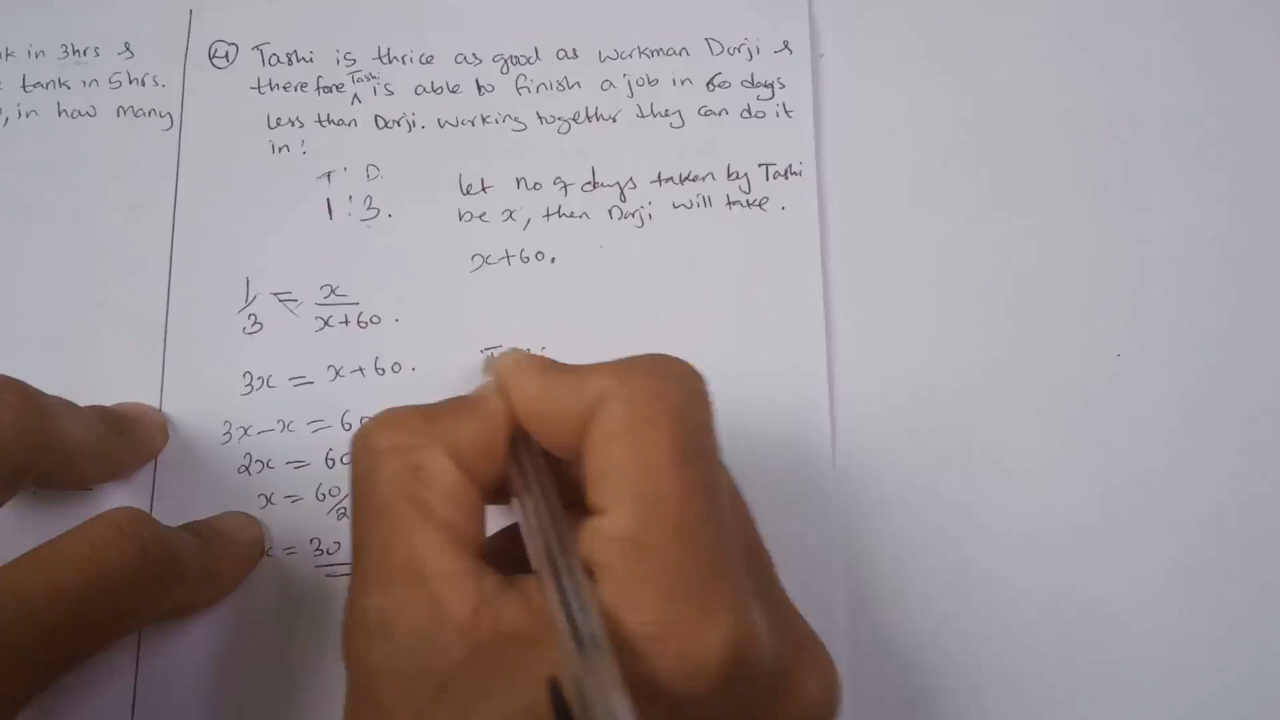 k in 3hrs &
tank in 5hrs.
, in how many
4 Tashi is thrice as good as workman Dorji &
therefore Tashi is able to finish a job in 60 days
less than Dorji. working together they can do it
in:
T : D.
1 : 3.
let no of days taken by Tashi
be x, then Dorji will take.
x+60.
1/3 = x/x+60.
3x = x+60.
3x-x = 60
2x = 60
x = 60/2
x = 30